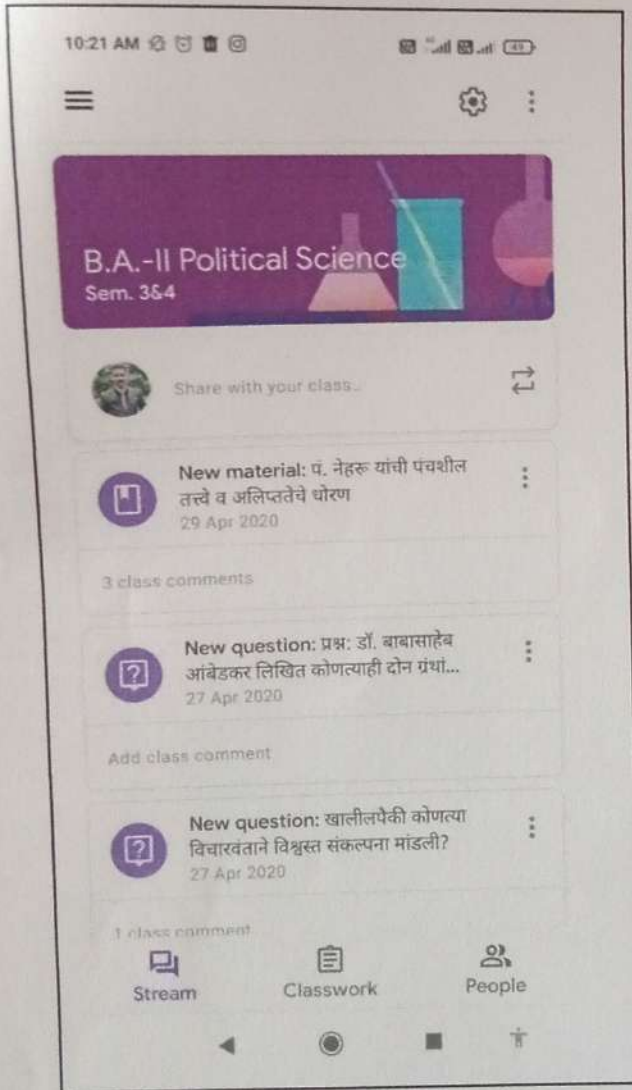 10:21 AM
49
B.A.-II Political Science
Sem. 3&4
Share with your class..
New material: पं. नेहरू यांची पंचशील
तत्त्वे व अलिप्ततेचे धोरण
29 Apr 2020
3 class comments
New question: प्रश्न: डॉ. बाबासाहेब
आंबेडकर लिखित कोणत्याही दोन ग्रंथां...
27 Apr 2020
Add class comment
New question: खालीलपैकी कोणत्या
विचारवंताने विश्वस्त संकल्पना मांडली?
27 Apr 2020
1 class comment
Stream
Classwork
People